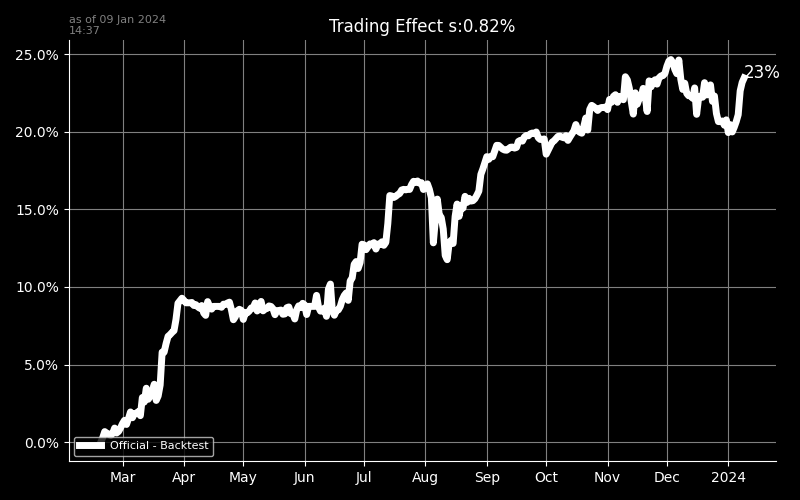 as of 09 Jan 2024
14:37
Trading Effect s:0.82%
25.0%
23%
20.0%
15.0%
10.0%
5.0%
0.0%
Official - Backtest
Mar Apr May Jun Jul Aug Sep Oct Nov Dec 2024